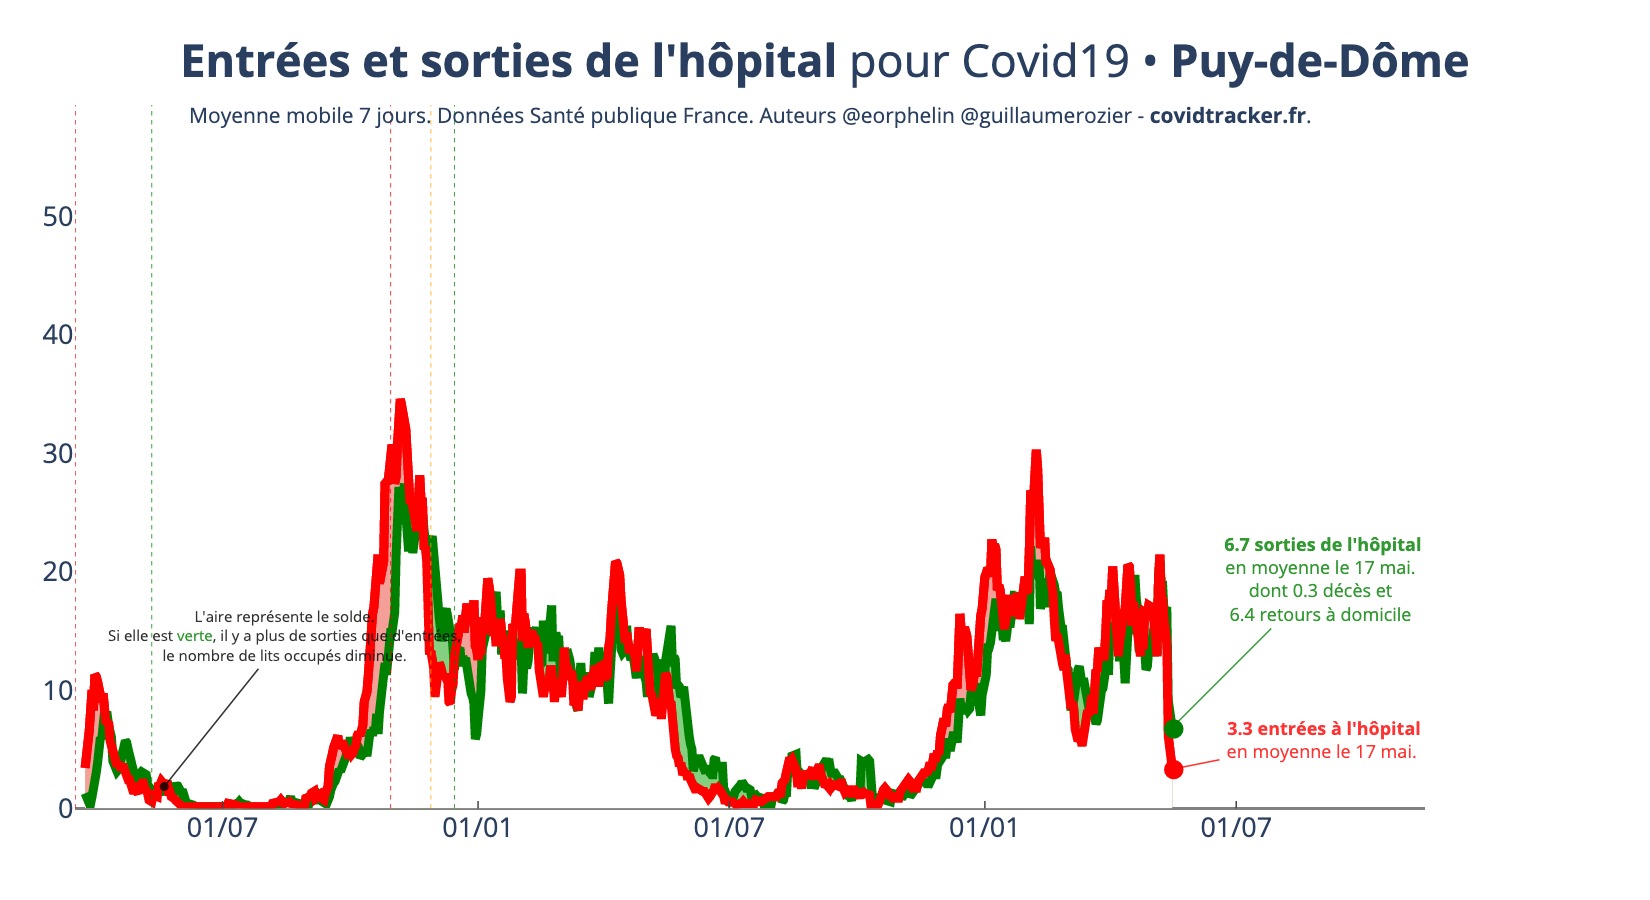 Entrées et sorties de l'hôpital pour Covid19 • Puy-de-Dôme
Moyenne mobile 7 jours. Données Santé publique France. Auteurs @eorphelin @guillaumerozier - covidtracker.fr.
50
40
30
20
10
0
L'aire représente le solde.
Si elle est verte, il y a plus de sorties que d'entrées,
le nombre de lits occupés diminue.
6.7 sorties de l'hôpital
en moyenne le 17 mai.
dont 0.3 décès et
6.4 retours à domicile
3.3 entrées à l'hôpital
en moyenne le 17 mai.
01/07
01/01
01/07
01/01
01/07